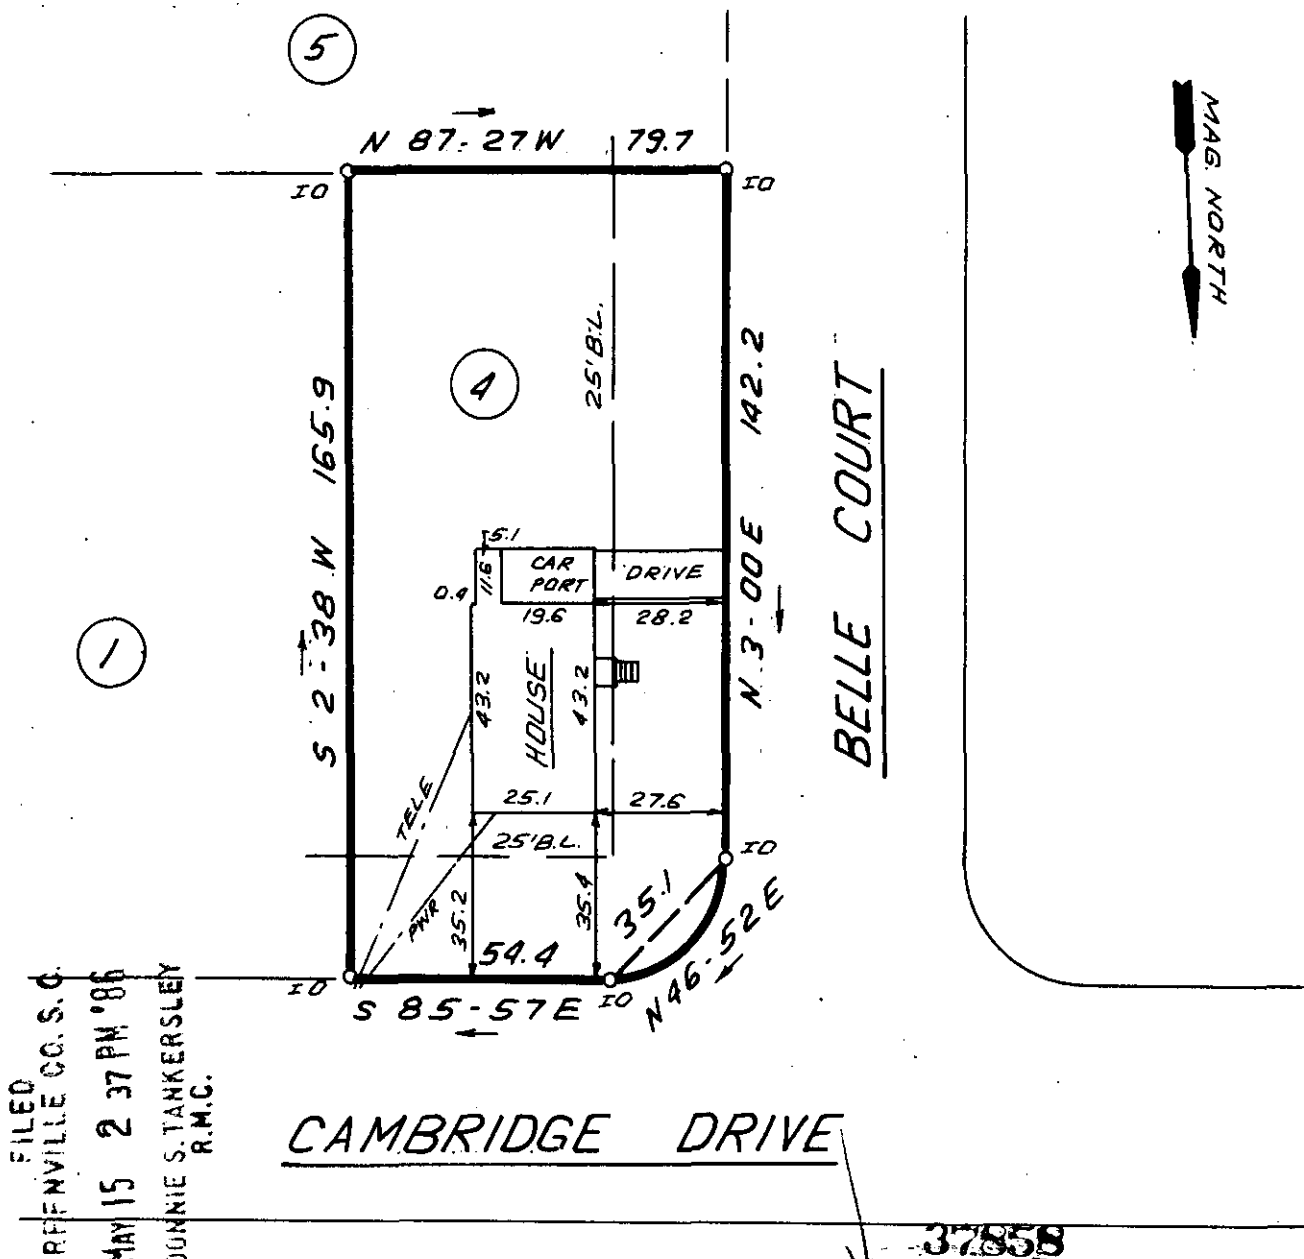 5
N 87-27 W 79.7
IO
IO
MAG. NORTH
25' B.L.
4
S 2-38 W 165.9
N 3-00 E 142.2
BELLE COURT
5.1
11.6
0.4
CAR
PORT
DRIVE
19.6
28.2
1
HOUSE
43.2
43.2
25.1
27.6
TELE
25' B.L.
PWR
35.2
35.4
IO
35.1
N 46-52 E
54.4
IO
IO
S 85-57 E
FILED
REENVILLE CO. S. C.
MAY 15 2 37 PM '86
DONNIE S. TANKERSLEY
R.M.C.
CAMBRIDGE DRIVE
37858